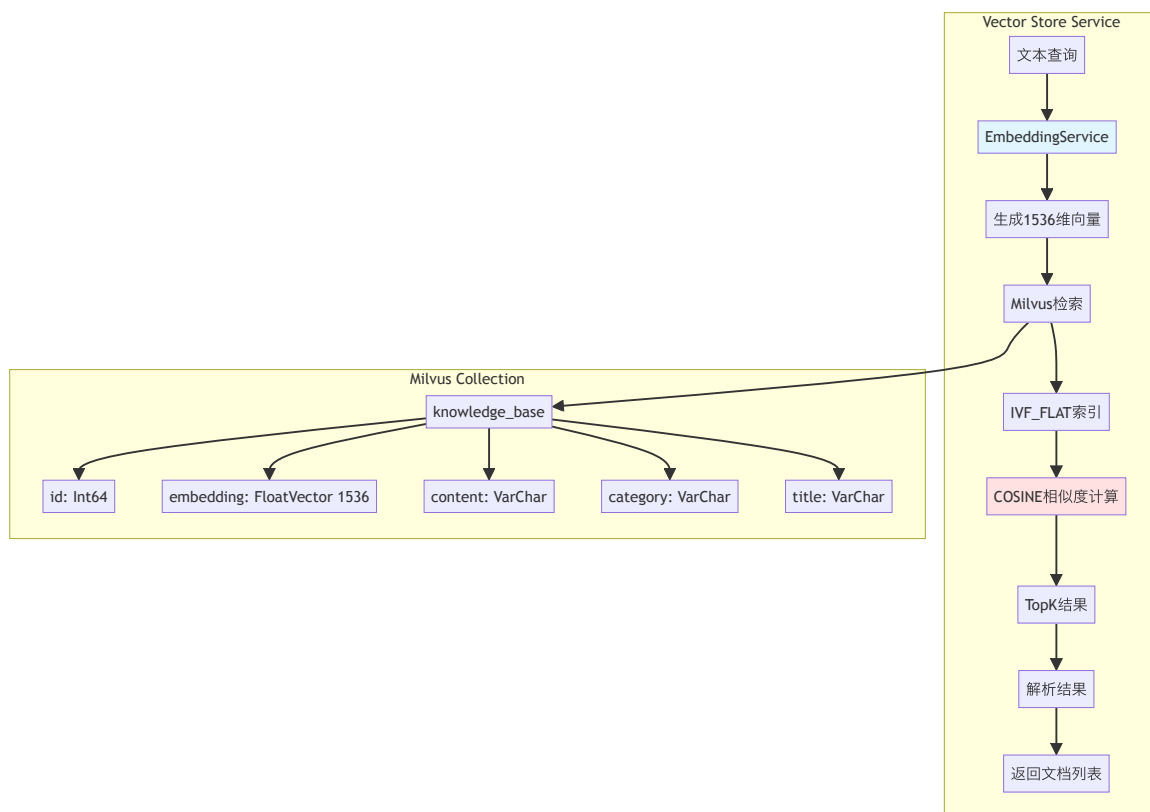 Vector Store Service
文本查询
EmbeddingService
生成1536维向量
Milvus检索
Milvus Collection
knowledge_base
id: Int64
embedding: FloatVector 1536
content: VarChar
category: VarChar
title: VarChar
IVF_FLAT索引
COSINE相似度计算
TopK结果
解析结果
返回文档列表